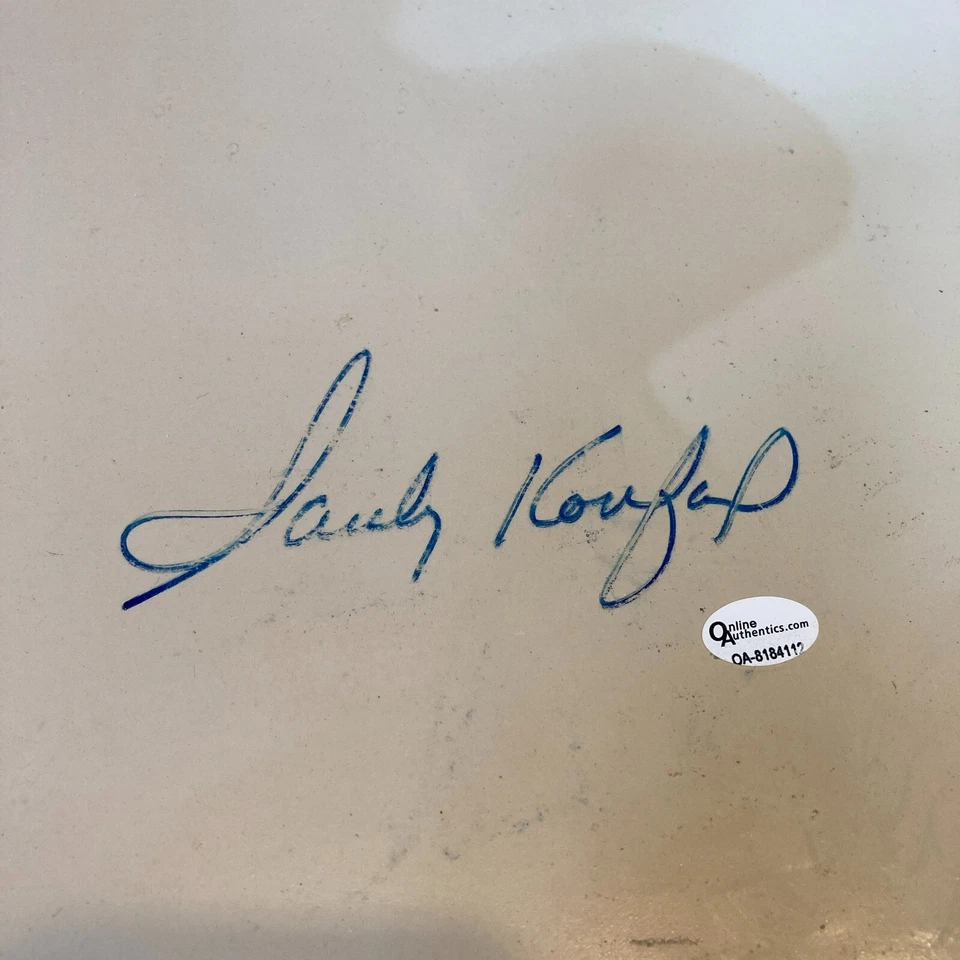 Sandy Koufax
Online
Authentics.com
OA-8184112